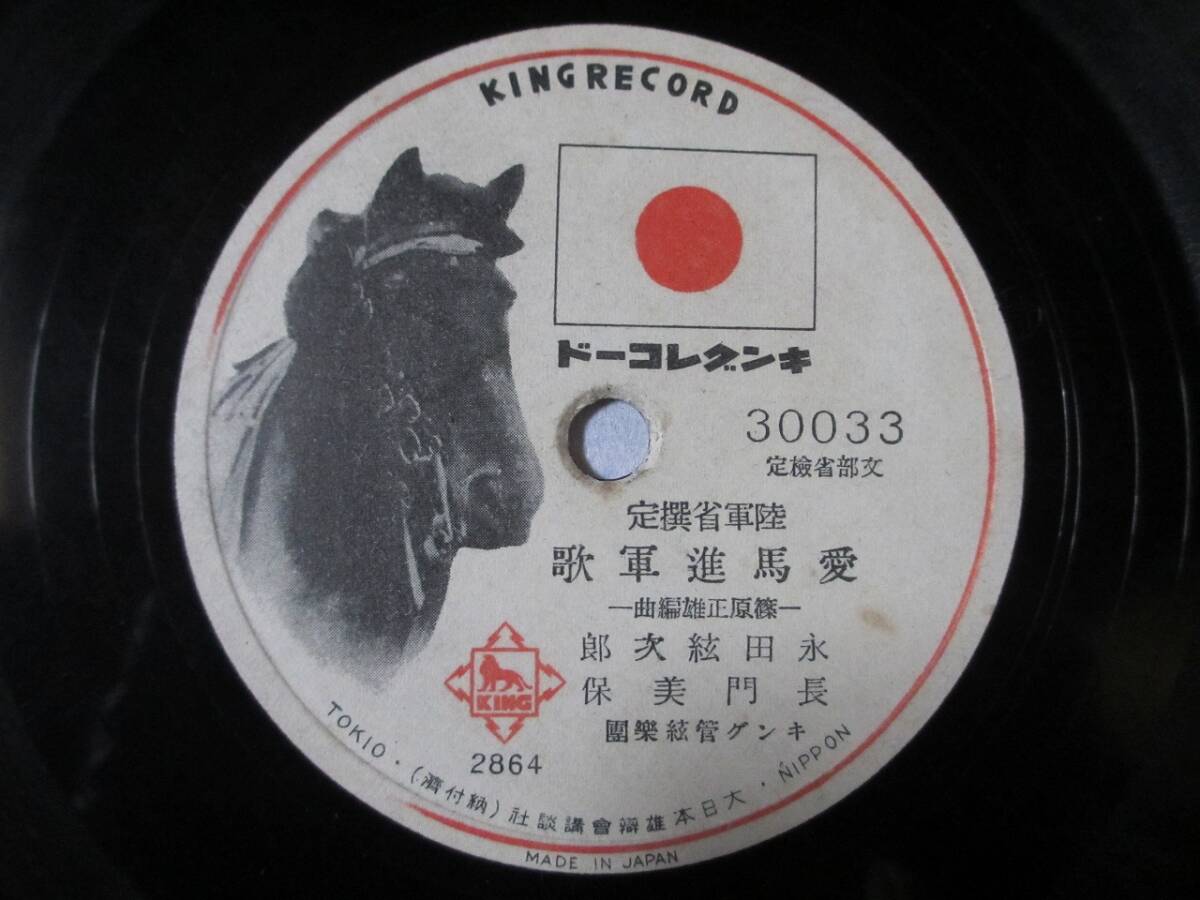 KINGRECORD
キングレコード
30033
文部省檢定
陸軍省撰定
愛馬進軍歌
—篠原正雄編曲—
永田絃次郎
長門美保
キング管絃樂團
KING
2864
NIPPON・大日本雄辯會講談社(納付濟)・TOKIO
MADE IN JAPAN